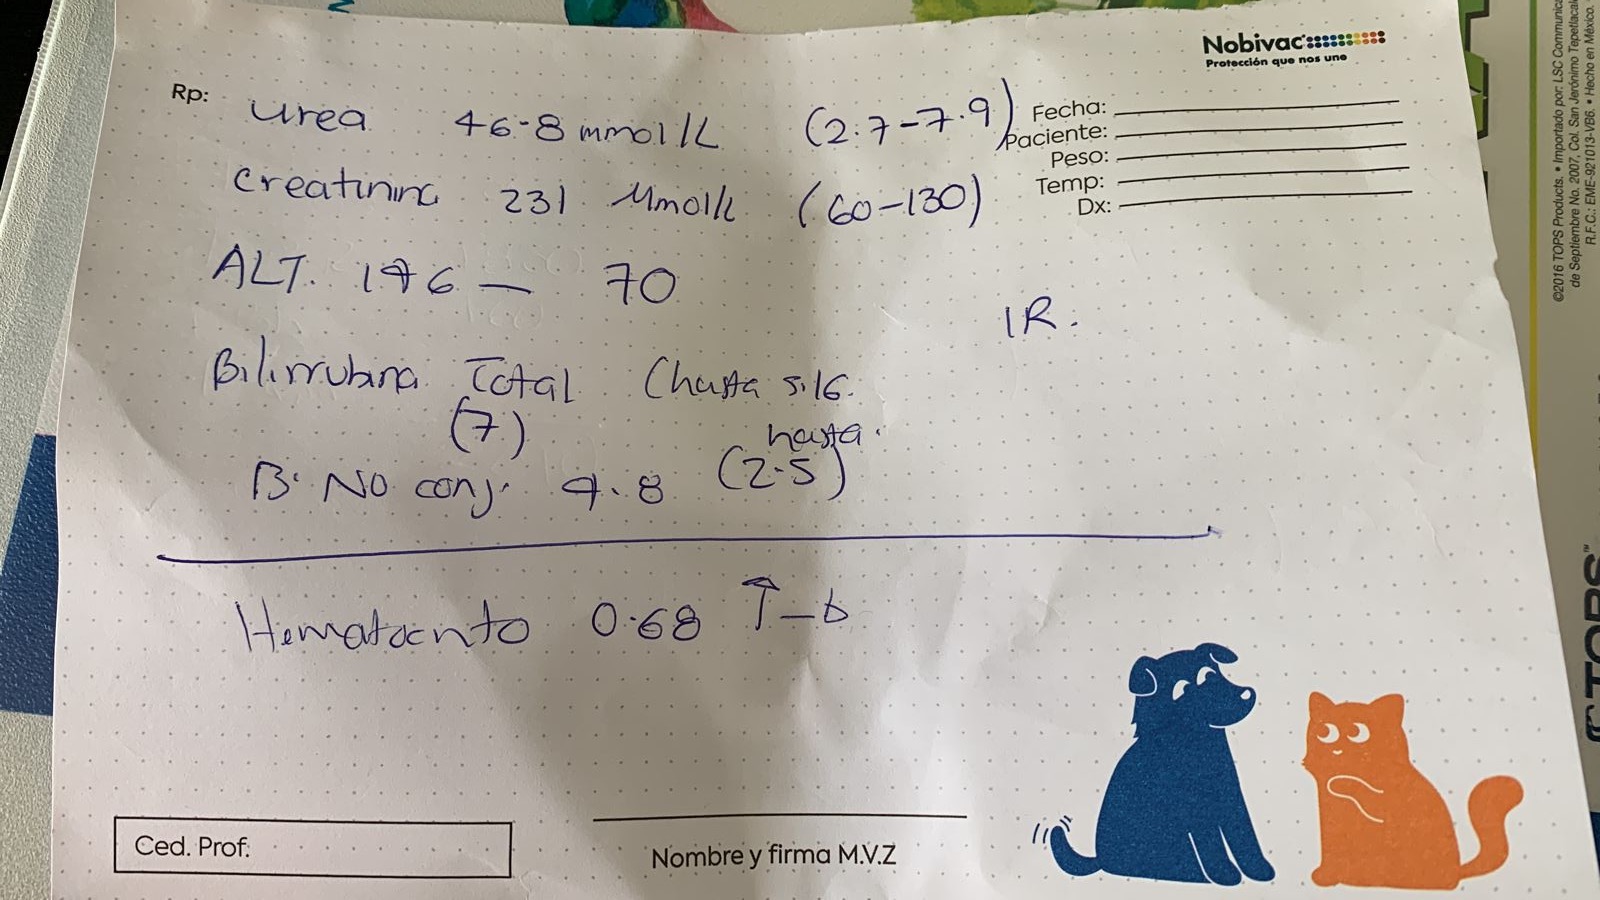 Nobivac
Protección que nos une
Rp:
Urea 46.8 mmol/L (2.7-7.9)
Fecha:
Paciente:
Peso:
Temp:
Dx:
Creatinina 231 Mmol/L (60-130)
ALT. 176 — 70
IR.
Bilirrubina Total (hasta 5.16.
(7)
hasta.
B. No conj. 4.8 (2.5)
Hematocrito 0.68 ↑
Ced. Prof:
Nombre y firma M.V.Z
©2016 TOPS Products. • Importado por: LSC Communica
de Septiembre No. 2007, Col. San Jerónimo Tepetlacal
R.F.C.: EME-921013-VB6. • Hecho en México.
TOPS™